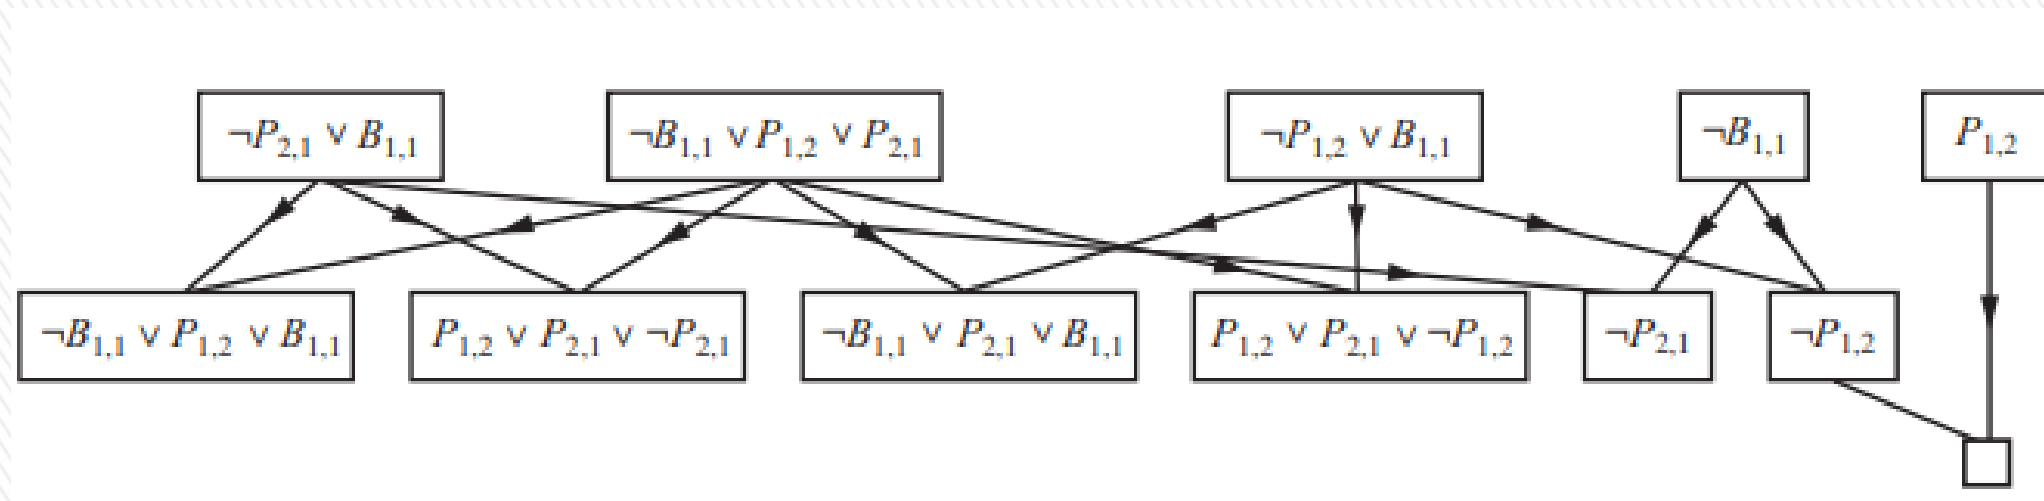 ¬P2,1 ∨ B1,1
¬B1,1 ∨ P1,2 ∨ P2,1
¬P1,2 ∨ B1,1
¬B1,1
P1,2
¬B1,1 ∨ P1,2 ∨ B1,1
P1,2 ∨ P2,1 ∨ ¬P2,1
¬B1,1 ∨ P2,1 ∨ B1,1
P1,2 ∨ P2,1 ∨ ¬P1,2
¬P2,1
¬P1,2